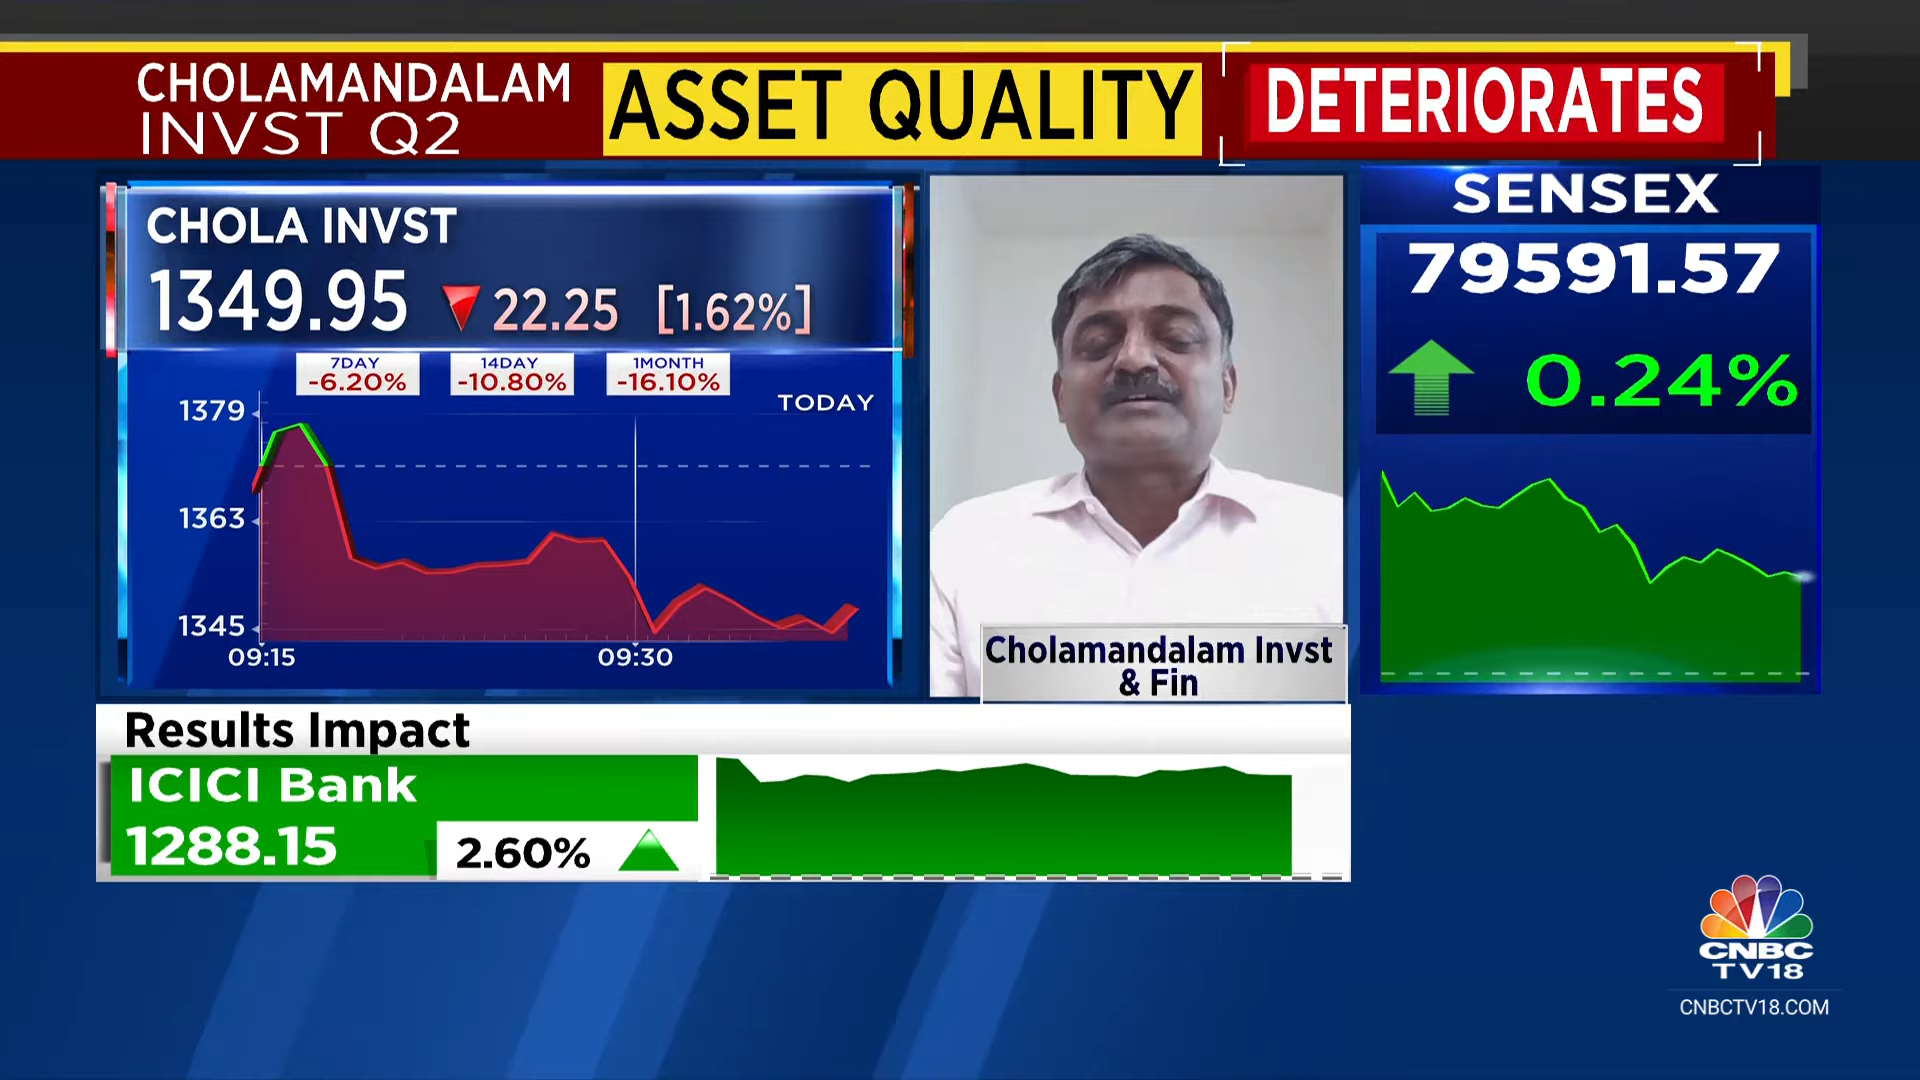 CHOLAMANDALAM
INVST Q2
ASSET QUALITY
DETERIORATES
CHOLA INVST
1349.95 ▼ 22.25 [1.62%]
7DAY
-6.20%
14DAY
-10.80%
1MONTH
-16.10%
TODAY
1379
1363
1345
09:15
09:30
Cholamandalam Invst
& Fin
SENSEX
79591.57
0.24%
Results Impact
ICICI Bank
1288.15
2.60%
CNBC
TV18
CNBCTV18.COM